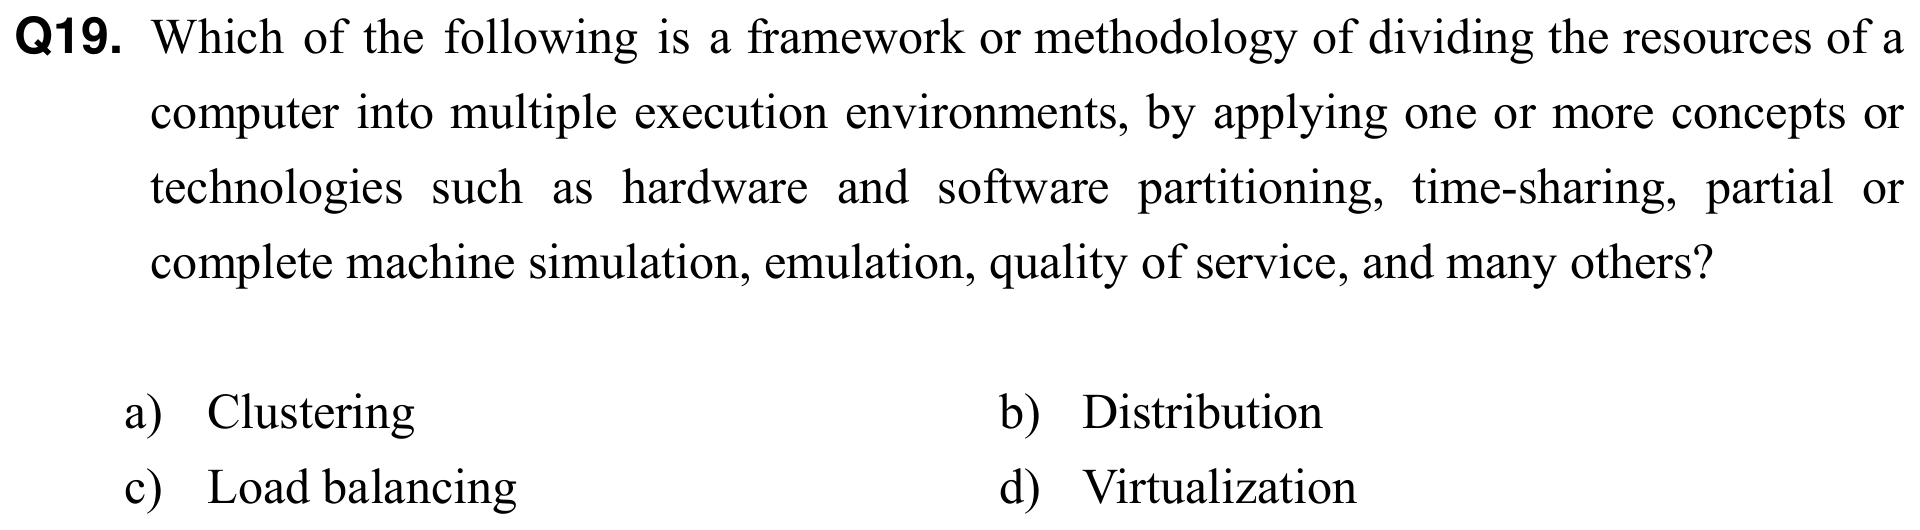 Q19. Which of the following is a framework or methodology of dividing the resources of a
computer into multiple execution environments, by applying one or more concepts or
technologies such as hardware and software partitioning, time-sharing, partial or
complete machine simulation, emulation, quality of service, and many others?
a) Clustering b) Distribution
c) Load balancing d) Virtualization